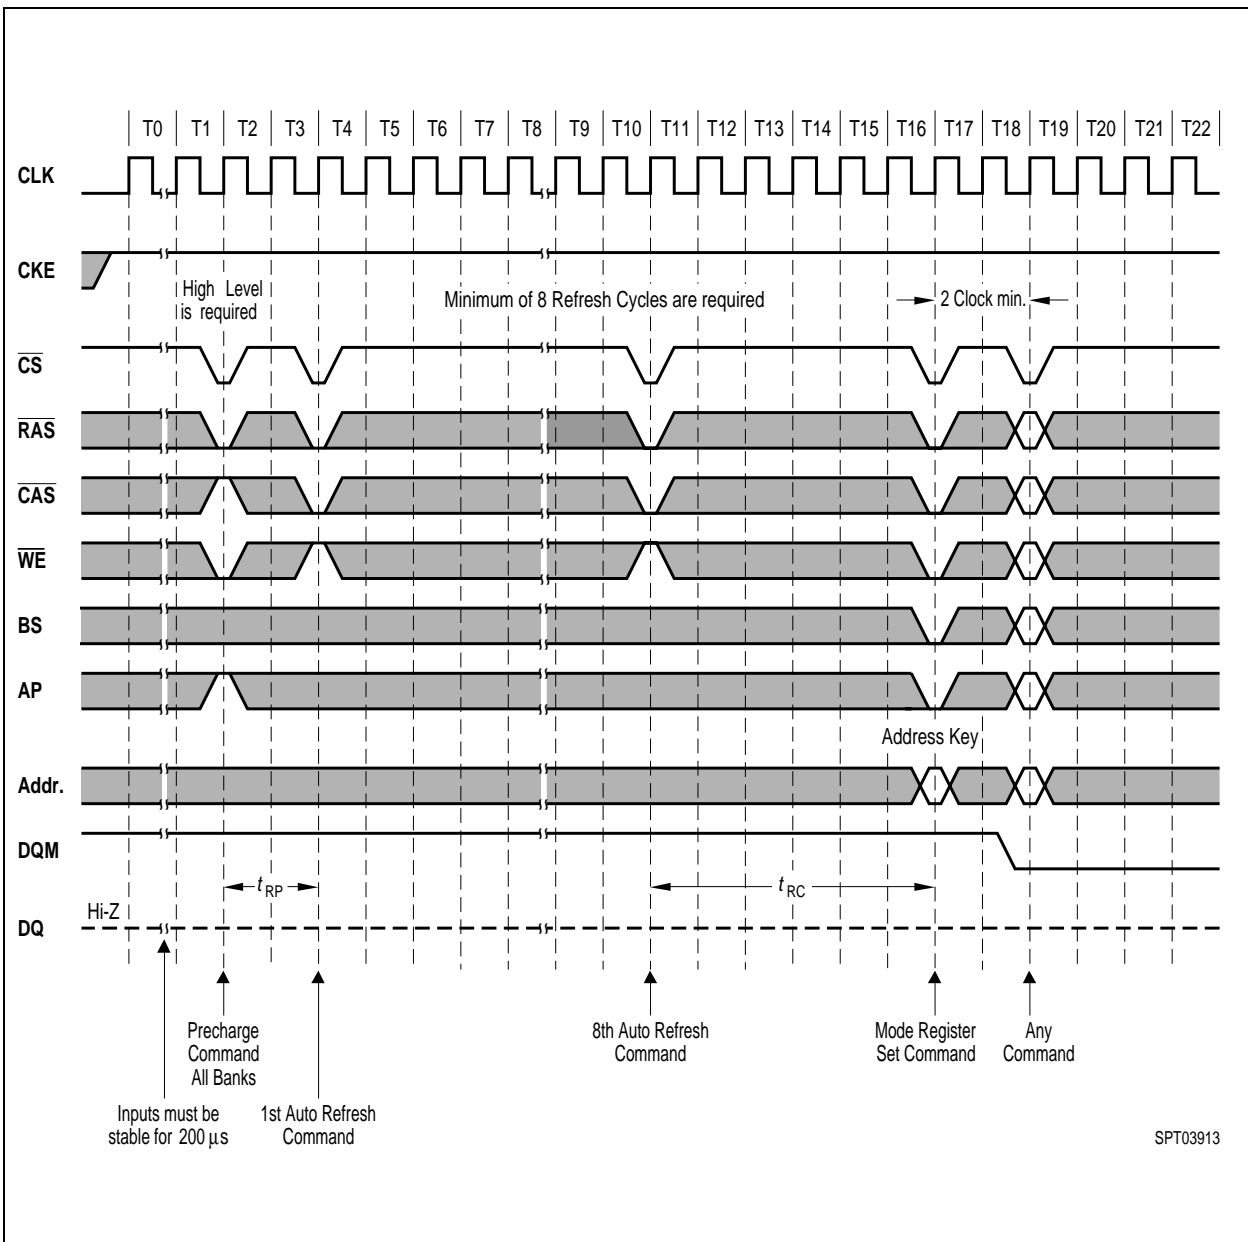 T0 T1 T2 T3 T4 T5 T6 T7 T8 T9 T10 T11 T12 T13 T14 T15 T16 T17 T18 T19 T20 T21 T22
CLK
CKE
High Level
is required
Minimum of 8 Refresh Cycles are required
2 Clock min.
CS
RAS
CAS
WE
BS
AP
Address Key
Addr.
DQM
tRP
tRC
Hi-Z
DQ
Precharge
Command
All Banks
8th Auto Refresh
Command
Mode Register
Set Command
Any
Command
Inputs must be
stable for 200 µs
1st Auto Refresh
Command
SPT03913